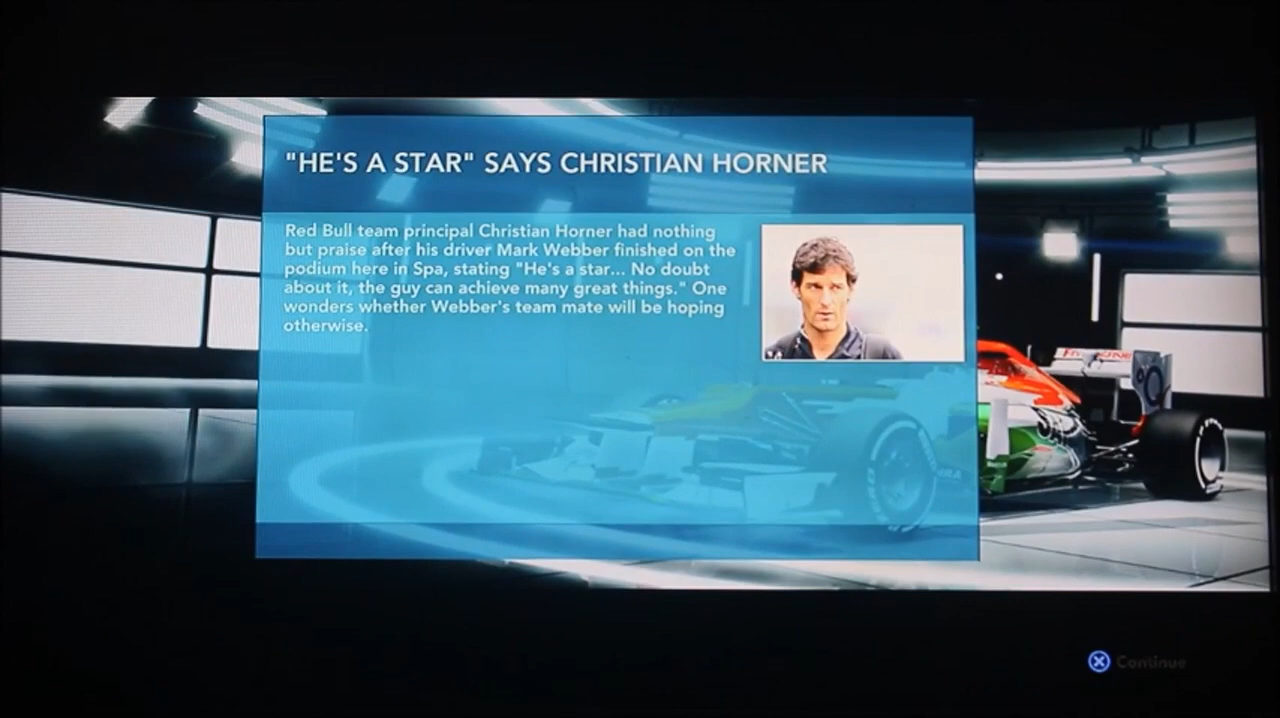 "HE'S A STAR" SAYS CHRISTIAN HORNER
Red Bull team principal Christian Horner had nothing
but praise after his driver Mark Webber finished on the
podium here in Spa, stating "He's a star... No doubt
about it, the guy can achieve many great things." One
wonders whether Webber's team mate will be hoping
otherwise.
Continue